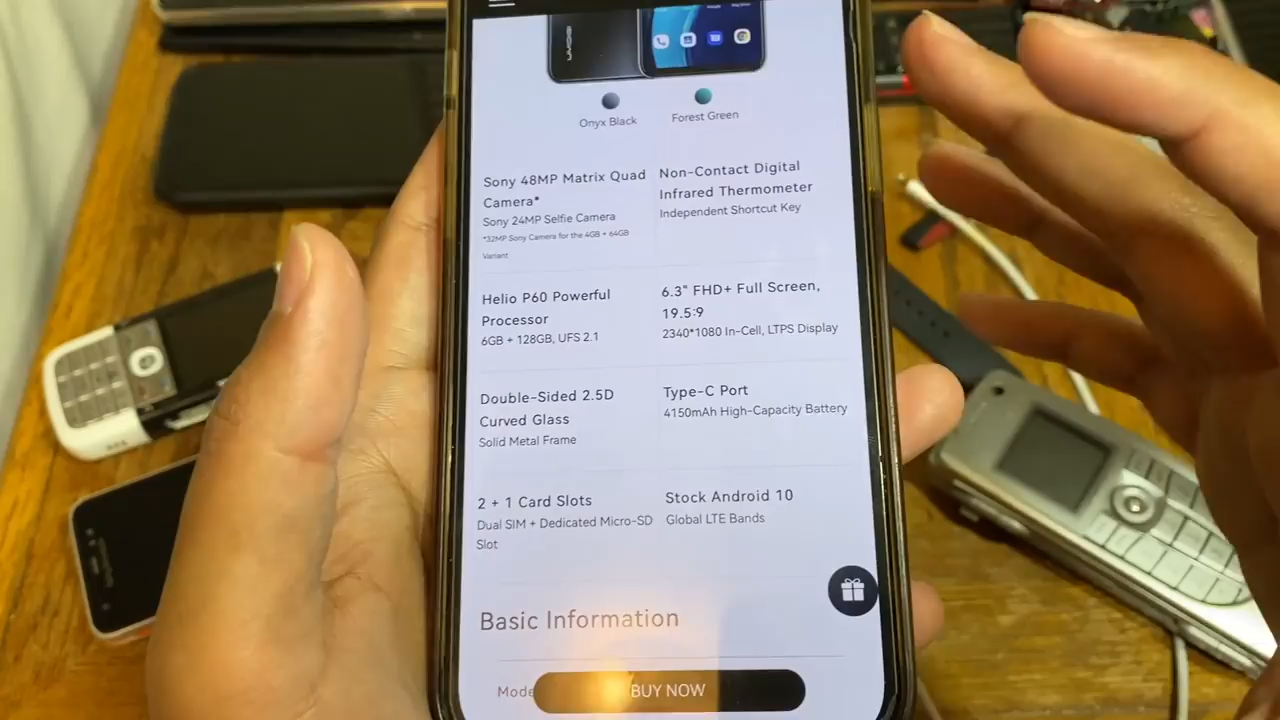 UMIDIGI
Onyx Black
Forest Green
Sony 48MP Matrix Quad
Camera*
Sony 24MP Selfie Camera
*32MP Sony Camera for the 4GB + 64GB
Variant
Non-Contact Digital
Infrared Thermometer
Independent Shortcut Key
Helio P60 Powerful
Processor
6GB + 128GB, UFS 2.1
6.3" FHD+ Full Screen,
19.5:9
2340*1080 In-Cell, LTPS Display
Double-Sided 2.5D
Curved Glass
Solid Metal Frame
Type-C Port
4150mAh High-Capacity Battery
2 + 1 Card Slots
Dual SIM + Dedicated Micro-SD
Slot
Stock Android 10
Global LTE Bands
Basic Information
Mode
BUY NOW